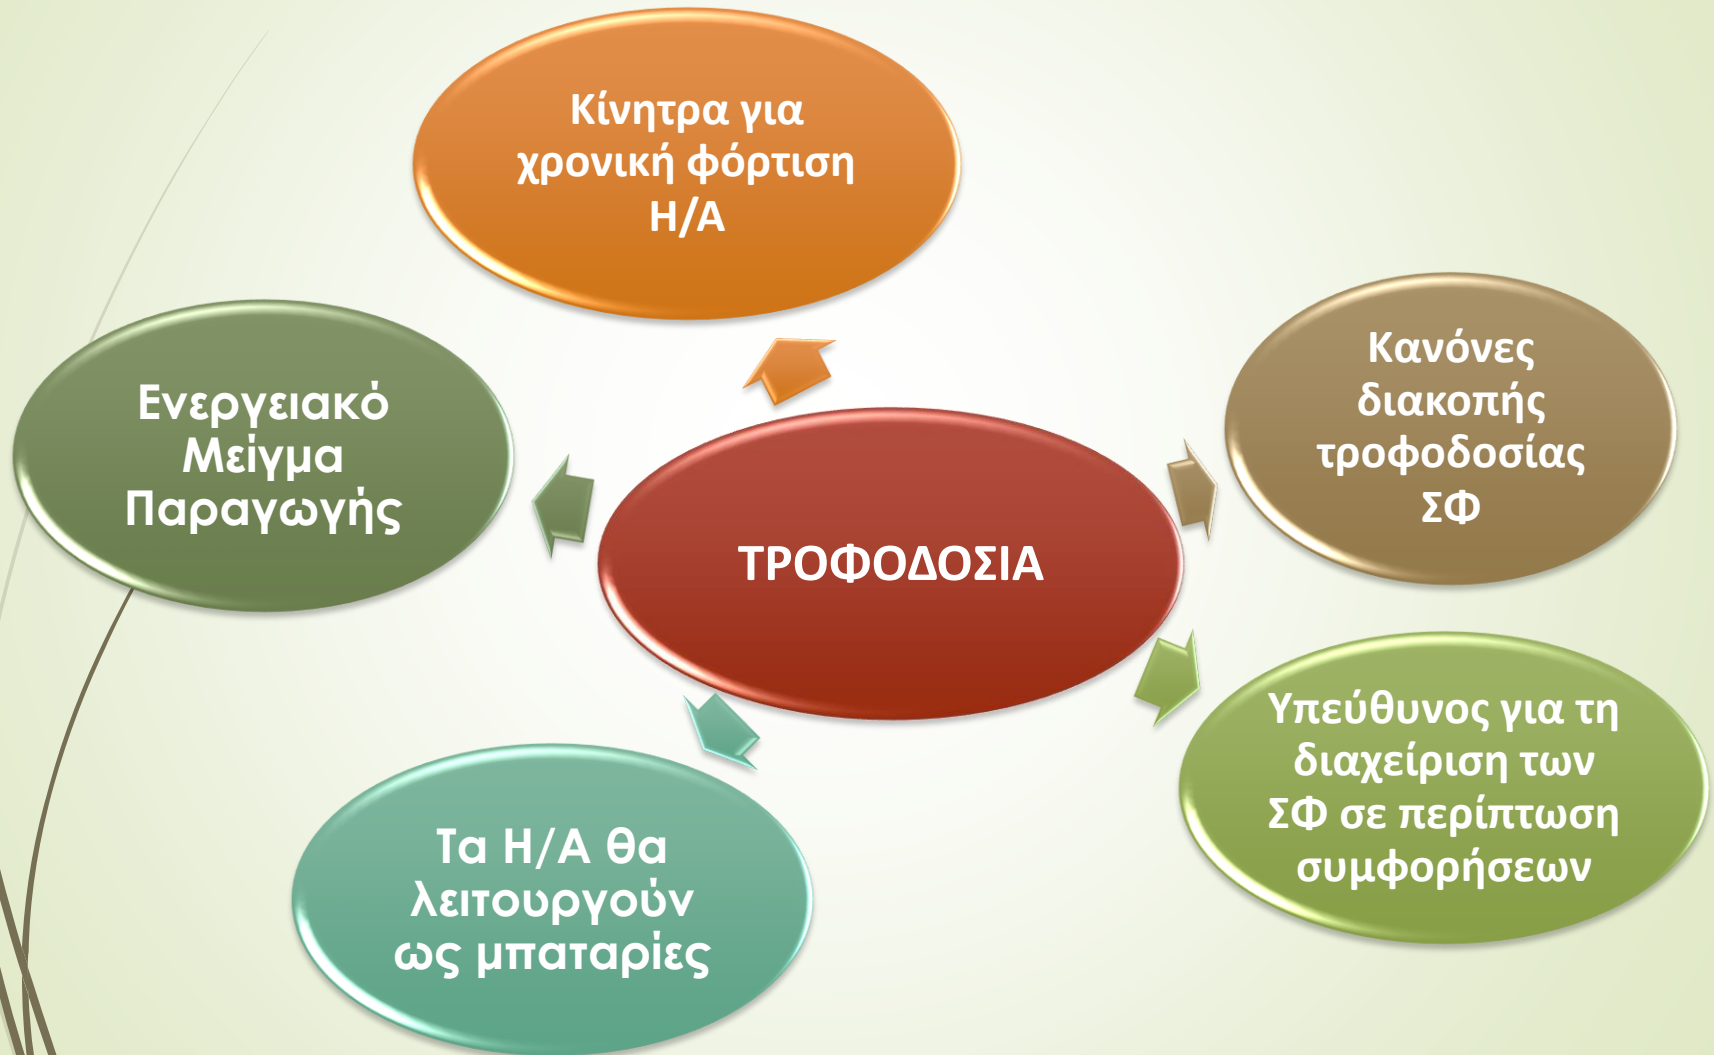 Κίνητρα για
χρονική φόρτιση
Η/Α
Κανόνες
διακοπής
τροφοδοσίας
ΣΦ
Ενεργειακό
Μείγμα
Παραγωγής
ΤΡΟΦΟΔΟΣΙΑ
Υπεύθυνος για τη
διαχείριση των
ΣΦ σε περίπτωση
συμφορήσεων
Τα Η/Α θα
λειτουργούν
ως μπαταρίες